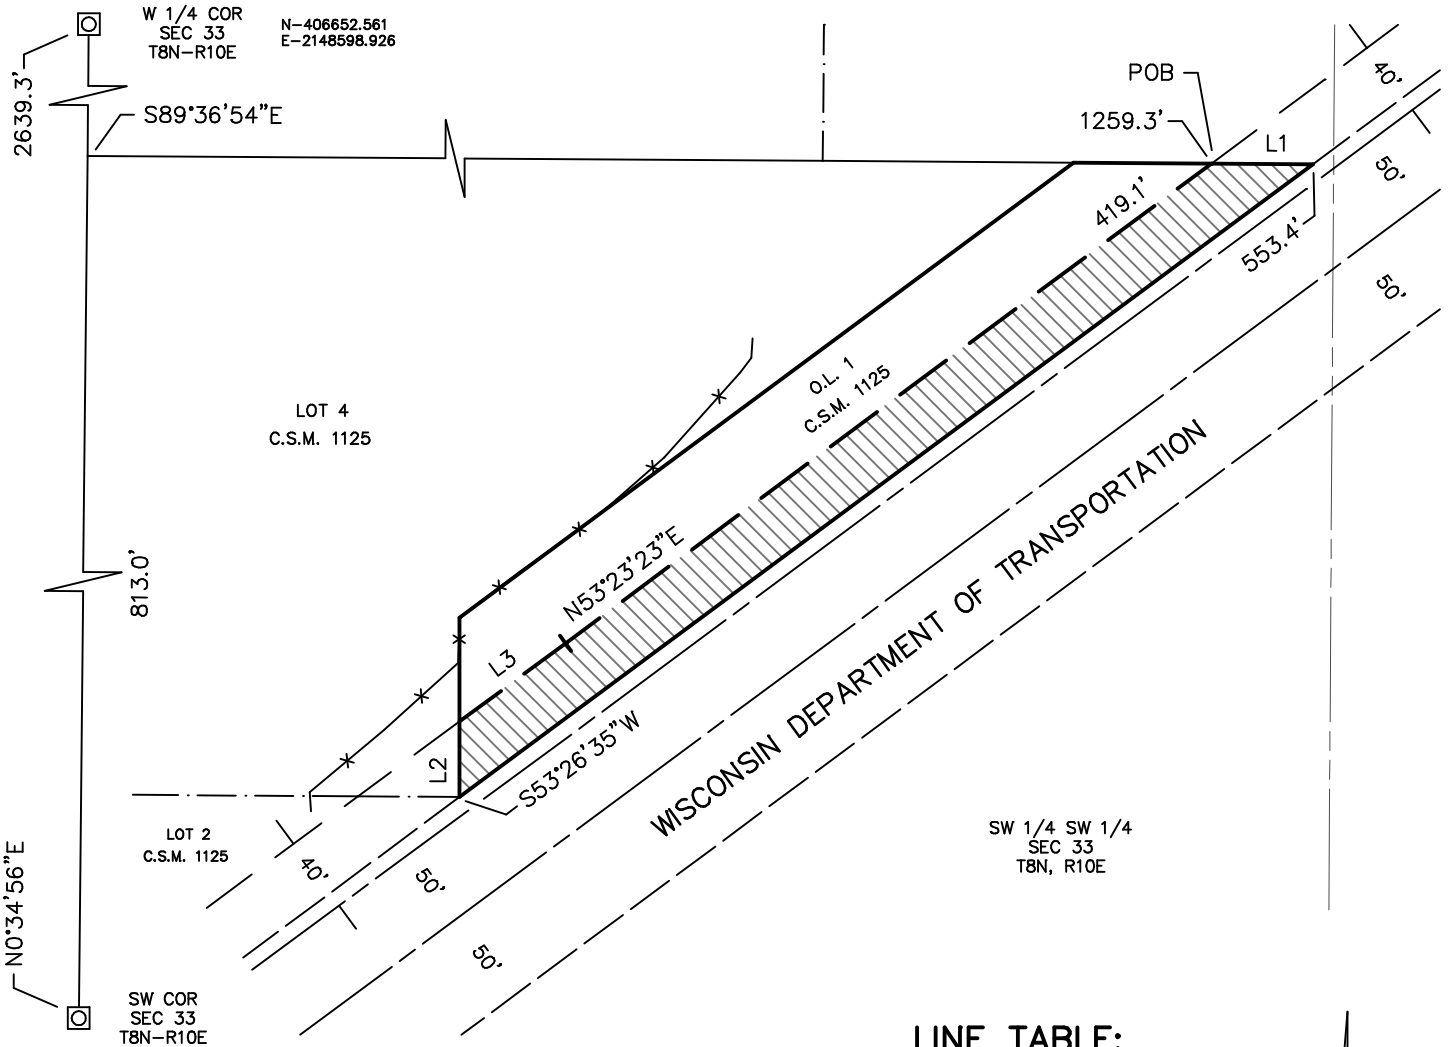 W 1/4 COR
SEC 33
T8N-R10E
N-406652.561
E-2148598.926
2639.3'
S89°36'54"E
POB
1259.3'
L1
40'
50'
50'
419.1'
553.4'
O.L. 1
C.S.M. 1125
LOT 4
C.S.M. 1125
N53°23'23"E
813.0'
L3
L2
S53°26'35"W
WISCONSIN DEPARTMENT OF TRANSPORTATION
LOT 2
C.S.M. 1125
40'
50'
50'
SW 1/4 SW 1/4
SEC 33
T8N, R10E
N0°34'56"E
SW COR
SEC 33
T8N-R10E
LINE TABLE: